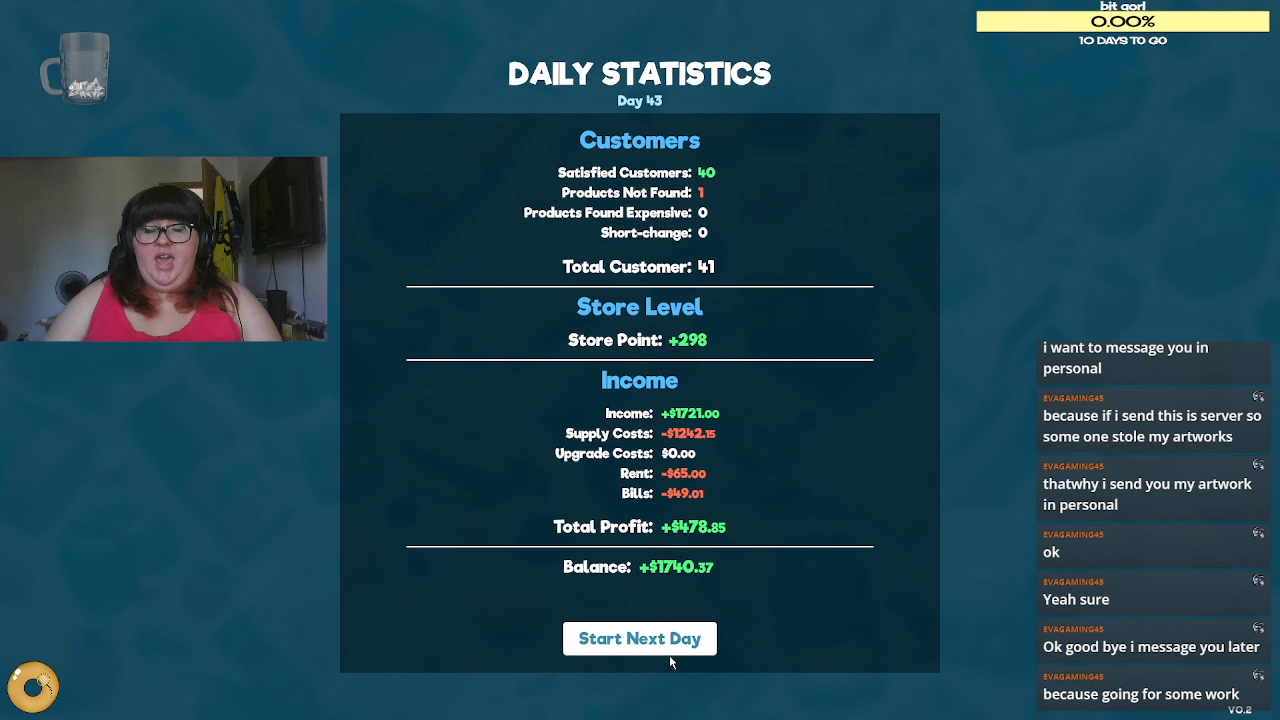 bit gorl
0.00%
10 DAYS TO GO
DAILY STATISTICS
Day 43
Customers
Satisfied Customers: 40
Products Not Found: 1
Products Found Expensive: 0
Short-change: 0
Total Customer: 41
Store Level
Store Point: +298
Income
Income: +$1721.00
Supply Costs: -$1242.15
Upgrade Costs: $0.00
Rent: -$65.00
Bills: -$49.01
Total Profit: +$478.85
Balance: +$1740.37
Start Next Day
i want to message you in
personal
EVAGAMING45
because if i send this is server so
some one stole my artworks
EVAGAMING45
thatwhy i send you my artwork
in personal
EVAGAMING45
ok
EVAGAMING45
Yeah sure
EVAGAMING45
Ok good bye i message you later
EVAGAMING45
because going for some work
V0.2